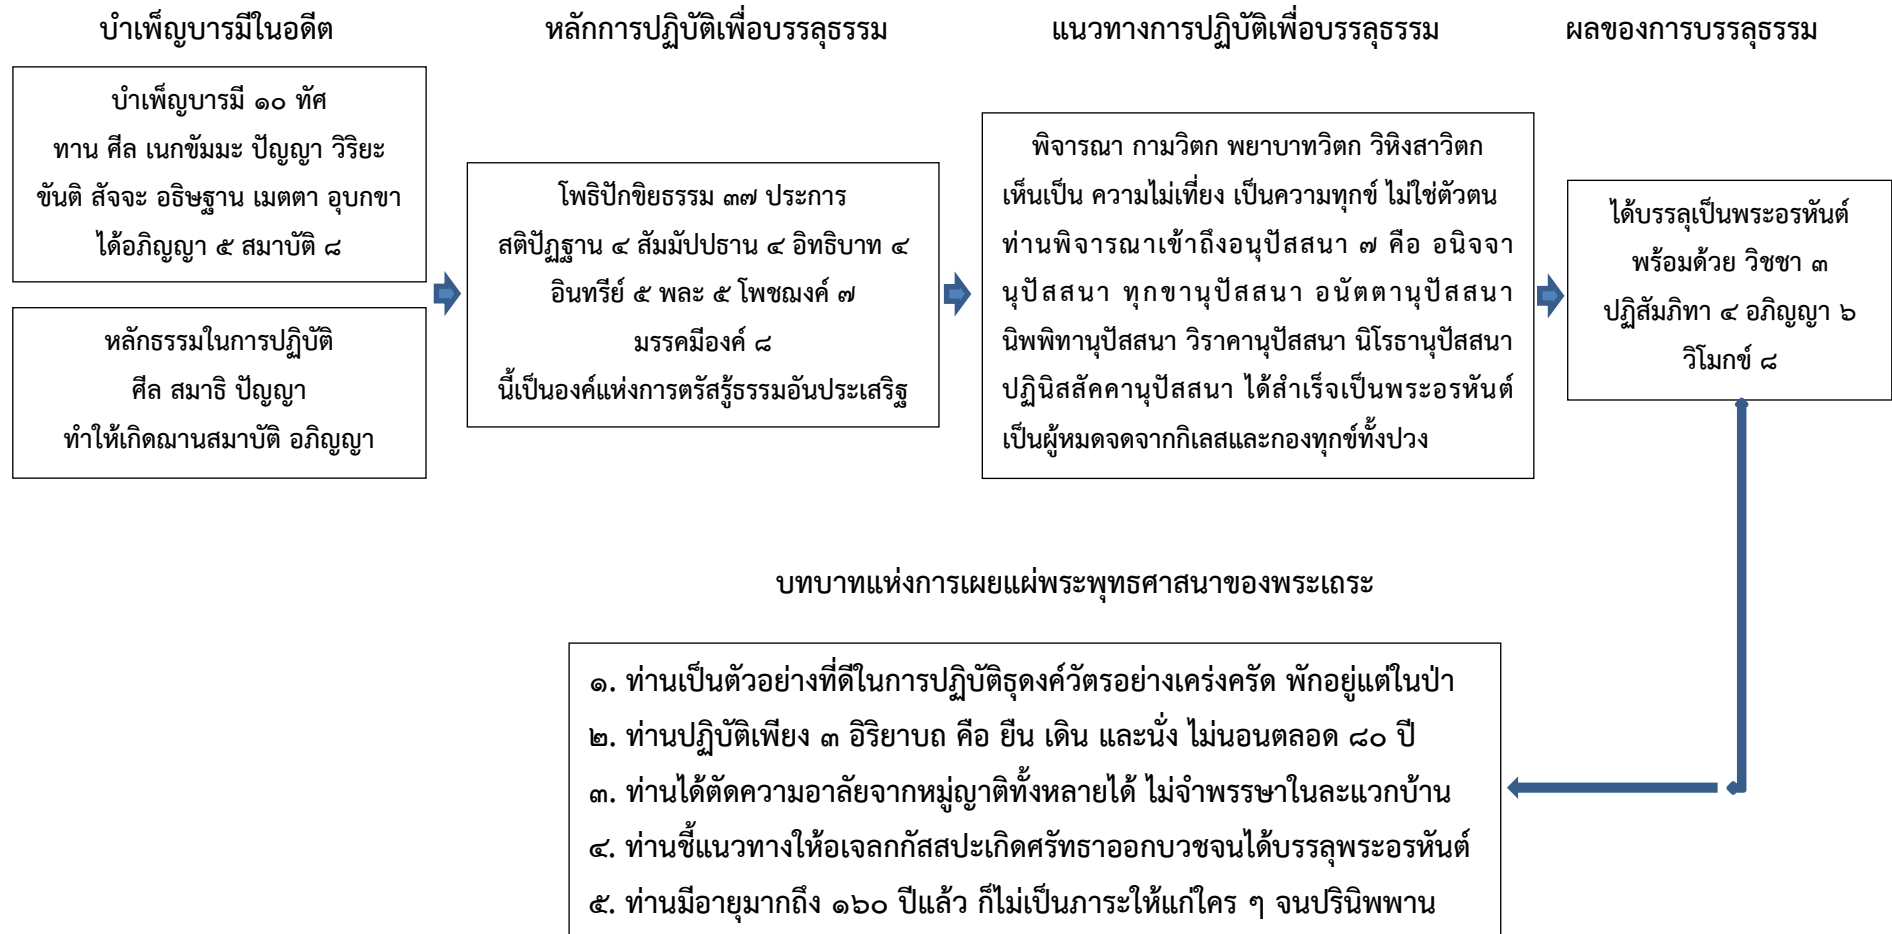 บำเพ็ญบารมีในอดีต
บำเพ็ญบารมี ๑๐ ทัศ
ทาน ศีล เนกขัมมะ ปัญญา วิริยะ
ขันติ สัจจะ อธิษฐาน เมตตา อุบกขา
ได้อภิญญา ๕ สมาบัติ ๘
หลักธรรมในการปฏิบัติ
ศีล สมาธิ ปัญญา
ทำให้เกิดฌานสมาบัติ อภิญญา
หลักการปฏิบัติเพื่อบรรลุธรรม
โพธิปักขิยธรรม ๓๗ ประการ
สติปัฏฐาน ๔ สัมมัปปธาน ๔ อิทธิบาท ๔
อินทรีย์ ๕ พละ ๕ โพชฌงค์ ๗
มรรคมีองค์ ๘
นี้เป็นองค์แห่งการตรัสรู้ธรรมอันประเสริฐ
แนวทางการปฏิบัติเพื่อบรรลุธรรม
พิจารณา กามวิตก พยาบาทวิตก วิหิงสาวิตก
เห็นเป็น ความไม่เที่ยง เป็นความทุกข์ ไม่ใช่ตัวตน
ท่านพิจารณาเข้าถึงอนุปัสสนา ๗ คือ อนิจจา
นุปัสสนา ทุกขานุปัสสนา อนัตตานุปัสสนา
นิพพิทานุปัสสนา วิราคานุปัสสนา นิโรธานุปัสสนา
ปฏินิสสัคคานุปัสสนา ได้สำเร็จเป็นพระอรหันต์
เป็นผู้หมดจดจากกิเลสและกองทุกข์ทั้งปวง
ผลของการบรรลุธรรม
ได้บรรลุเป็นพระอรหันต์
พร้อมด้วย วิชชา ๓
ปฏิสัมภิทา ๔ อภิญญา ๖
วิโมกข์ ๘
บทบาทแห่งการเผยแผ่พระพุทธศาสนาของพระเถระ
๑. ท่านเป็นตัวอย่างที่ดีในการปฏิบัติธุดงค์วัตรอย่างเคร่งครัด พักอยู่แต่ในป่า
๒. ท่านปฏิบัติเพียง ๓ อิริยาบถ คือ ยืน เดิน และนั่ง ไม่นอนตลอด ๘๐ ปี
๓. ท่านได้ตัดความอาลัยจากหมู่ญาติทั้งหลายได้ ไม่จำพรรษาในละแวกบ้าน
๔. ท่านชี้แนวทางให้อเจลกกัสสปะเกิดศรัทธาออกบวชจนได้บรรลุพระอรหันต์
๕. ท่านมีอายุมากถึง ๑๖๐ ปีแล้ว ก็ไม่เป็นภาระให้แก่ใคร ๆ จนปรินิพพาน